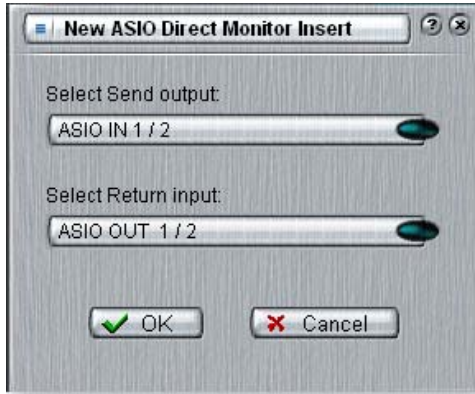 New ASIO Direct Monitor Insert ?
Select Send output:
ASIO IN 1 / 2
Select Return input:
ASIO OUT 1 / 2
OK Cancel